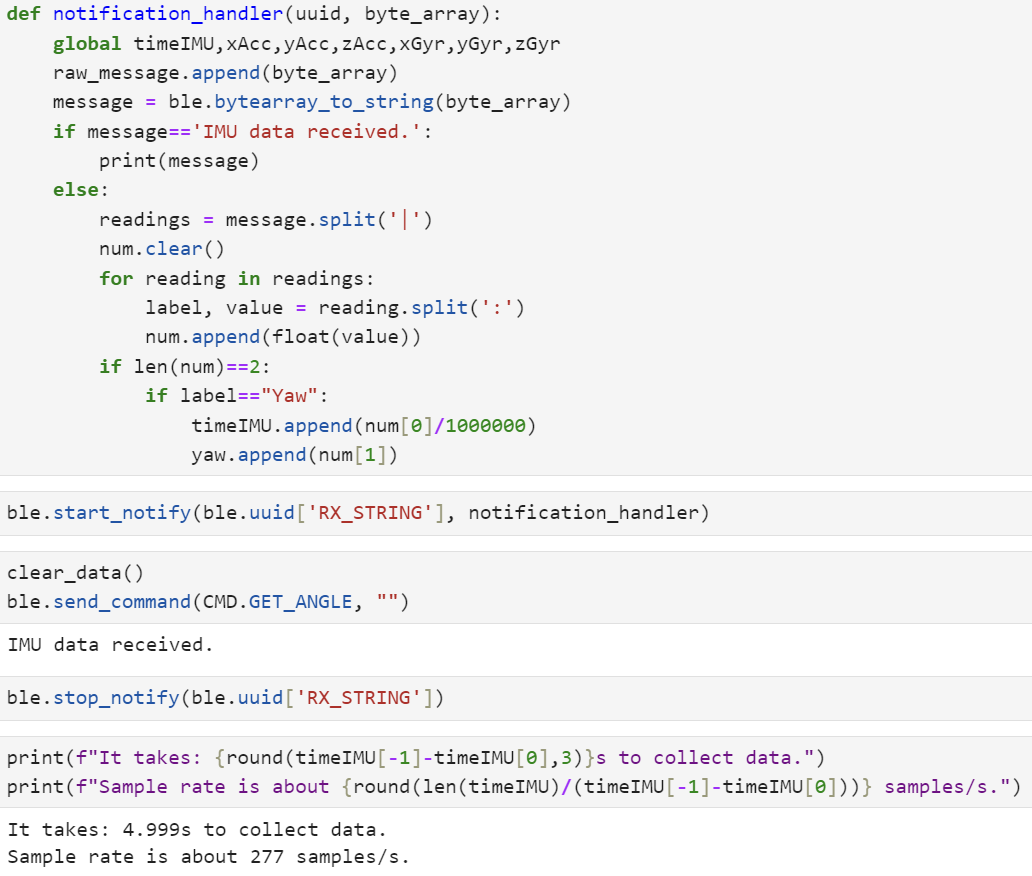 def notification_handler(uuid, byte_array):
    global timeIMU,xAcc,yAcc,zAcc,xGyr,yGyr,zGyr
    raw_message.append(byte_array)
    message = ble.bytearray_to_string(byte_array)
    if message=='IMU data received.':
        print(message)
    else:
        readings = message.split('|')
        num.clear()
        for reading in readings:
            label, value = reading.split(':')
            num.append(float(value))
        if len(num)==2:
            if label=="Yaw":
                timeIMU.append(num[0]/1000000)
                yaw.append(num[1])
ble.start_notify(ble.uuid['RX_STRING'], notification_handler)
clear_data()
ble.send_command(CMD.GET_ANGLE, "")
IMU data received.
ble.stop_notify(ble.uuid['RX_STRING'])
print(f"It takes: {round(timeIMU[-1]-timeIMU[0],3)}s to collect data.")
print(f"Sample rate is about {round(len(timeIMU)/(timeIMU[-1]-timeIMU[0]))} samples/s.")
It takes: 4.999s to collect data.
Sample rate is about 277 samples/s.